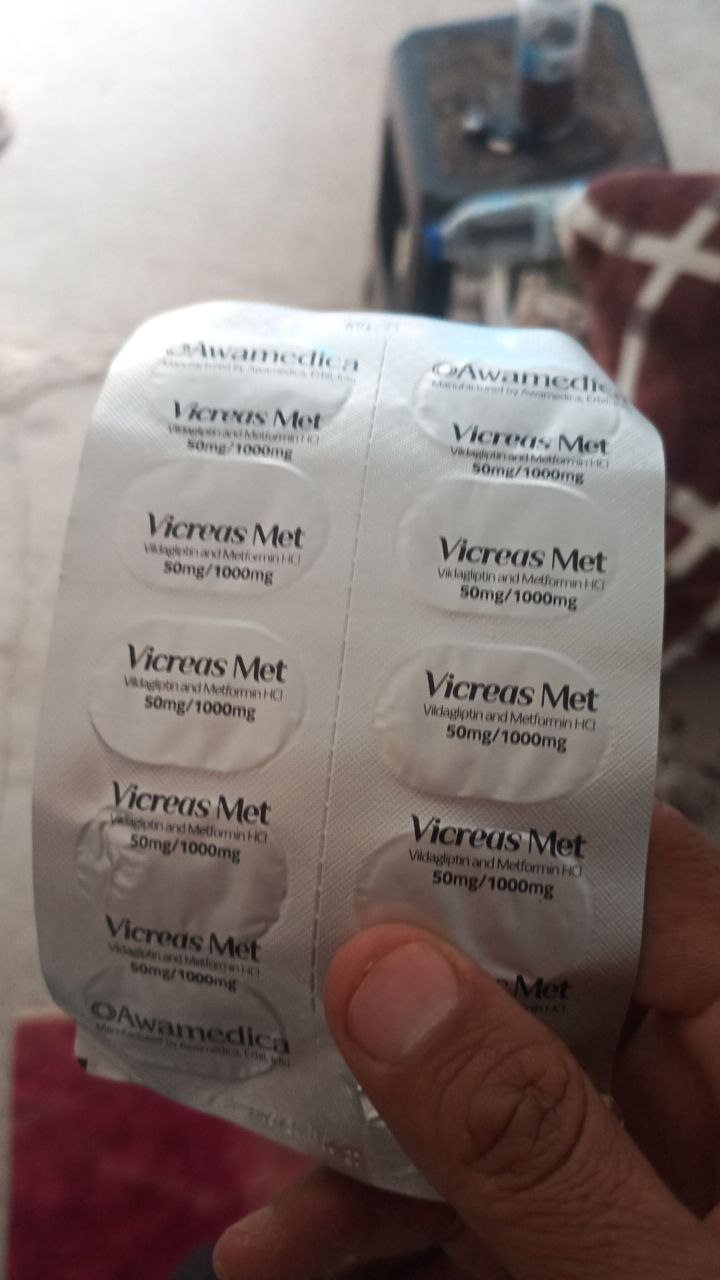 Awamedica
Manufactured by Awamedica, Erbil, Iraq
Vicreas Met
Vildagliptin and Metformin HCl
50mg/1000mg
Vicreas Met
Vildagliptin and Metformin HCl
50mg/1000mg
Vicreas Met
Vildagliptin and Metformin HCl
50mg/1000mg
Vicreas Met
Vildagliptin and Metformin HCl
50mg/1000mg
Vicreas Met
Vildagliptin and Metformin HCl
50mg/1000mg
Awamedica
Manufactured by Awamedica, Erbil, Iraq
Awamedica
Manufactured by Awamedica, Erbil,
Vicreas Met
Vildagliptin and Metformin HCl
50mg/1000mg
Vicreas Met
Vildagliptin and Metformin HCl
50mg/1000mg
Vicreas Met
Vildagliptin and Metformin HCl
50mg/1000mg
Vicreas Met
Vildagliptin and Metformin HCl
50mg/1000mg
Met
HCl